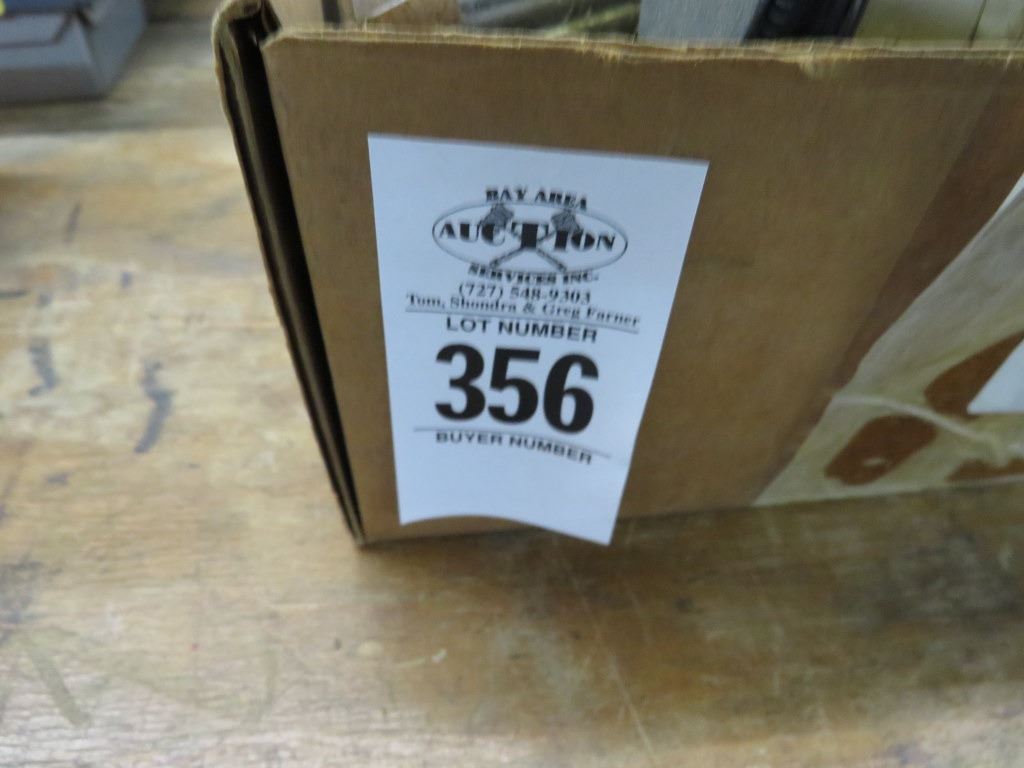 BAY AREA
AUCTION
SERVICES INC.
(727) 548-9303
Tom, Shondra & Greg Farner
LOT NUMBER
356
BUYER NUMBER